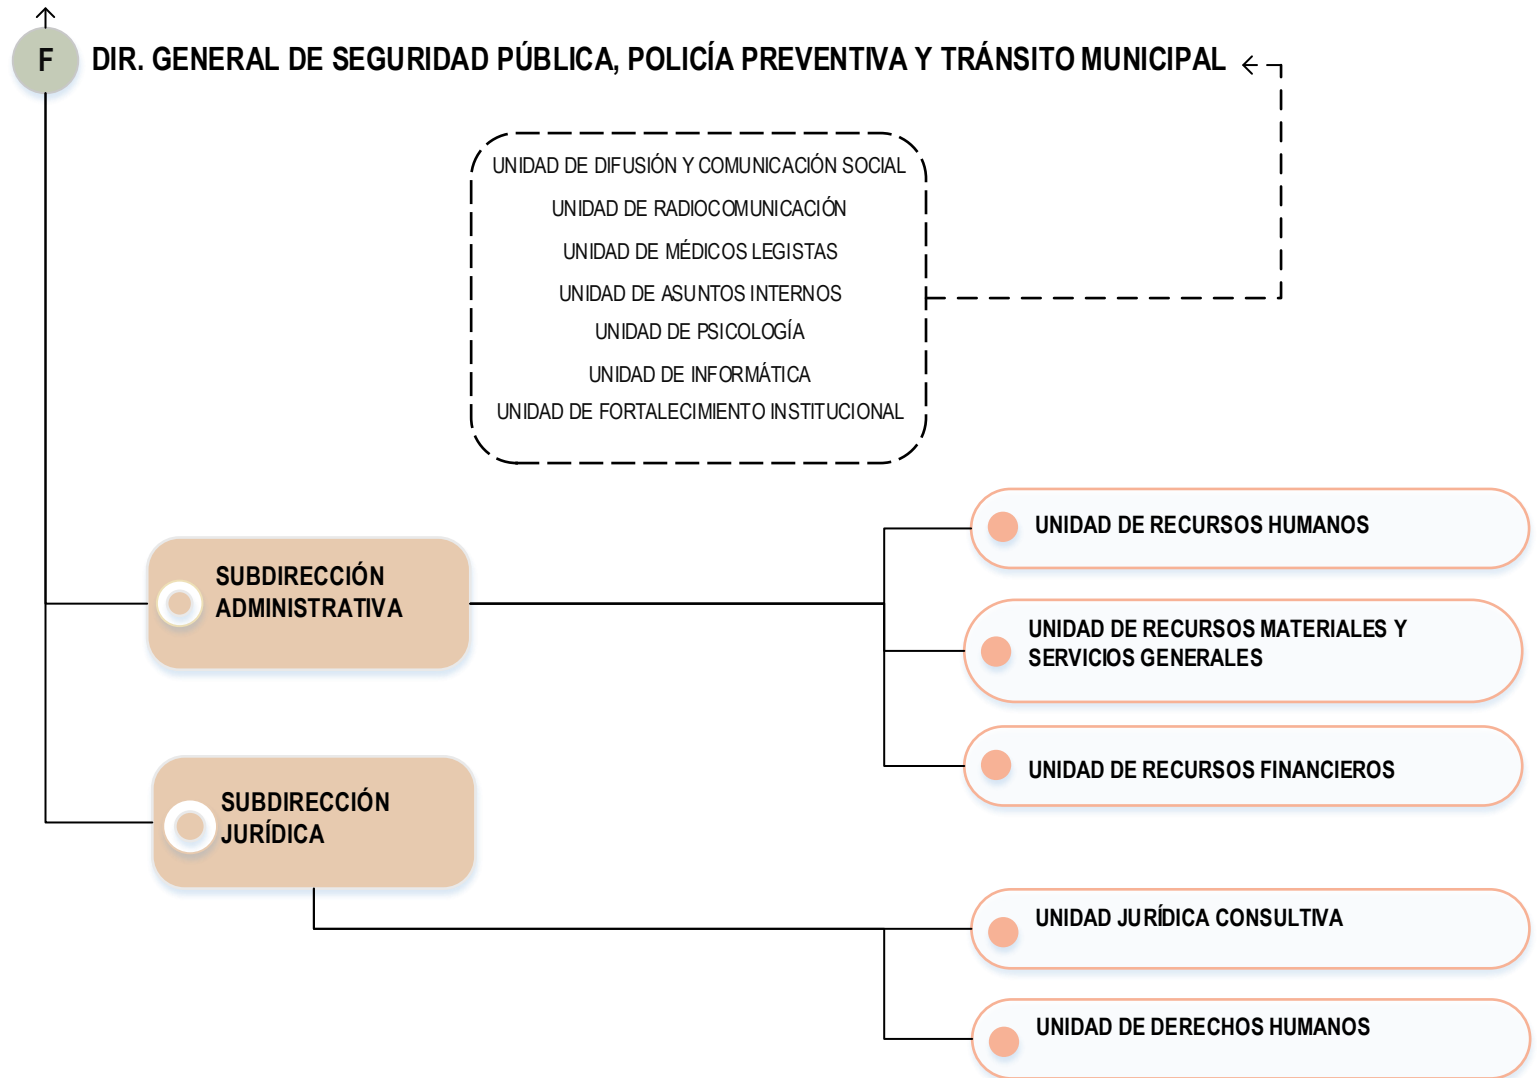 F
DIR. GENERAL DE SEGURIDAD PÚBLICA, POLICÍA PREVENTIVA Y TRÁNSITO MUNICIPAL
UNIDAD DE DIFUSIÓN Y COMUNICACIÓN SOCIAL
UNIDAD DE RADIOCOMUNICACIÓN
UNIDAD DE MÉDICOS LEGISTAS
UNIDAD DE ASUNTOS INTERNOS
UNIDAD DE PSICOLOGÍA
UNIDAD DE INFORMÁTICA
UNIDAD DE FORTALECIMIENTO INSTITUCIONAL
SUBDIRECCIÓN
ADMINISTRATIVA
UNIDAD DE RECURSOS HUMANOS
UNIDAD DE RECURSOS MATERIALES Y
SERVICIOS GENERALES
UNIDAD DE RECURSOS FINANCIEROS
SUBDIRECCIÓN
JURÍDICA
UNIDAD JURÍDICA CONSULTIVA
UNIDAD DE DERECHOS HUMANOS